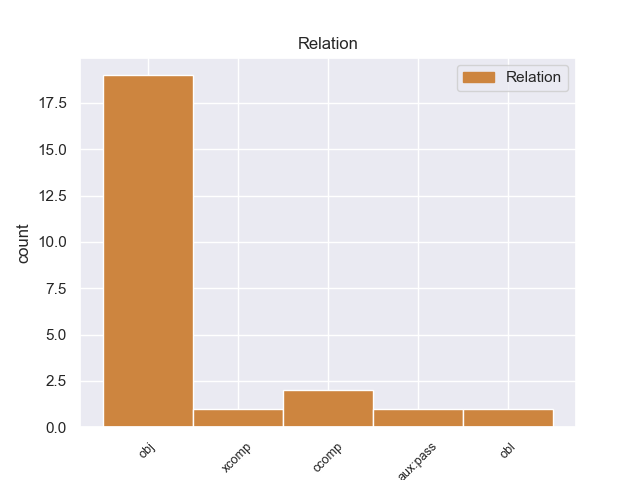 Relation
Relation
17.5
15.0
12.5
10.0
7.5
5.0
2.5
0.0
count
obj
xcomp
ccomp
aux:pass
obl